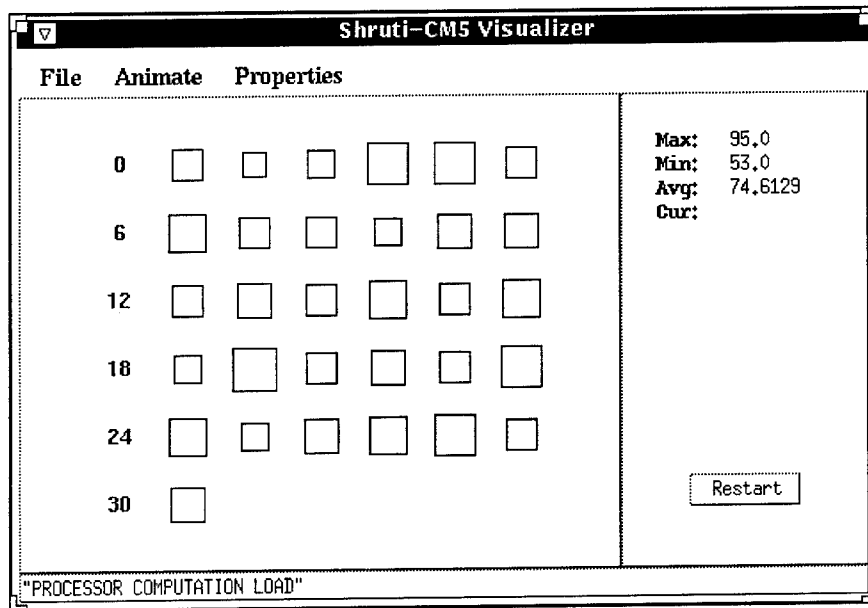 Shruti-CM5 Visualizer
File Animate Properties
0
6
12
18
24
30
Max: 95.0
Min: 53.0
Avg: 74.6129
Cur:
Restart
"PROCESSOR COMPUTATION LOAD"